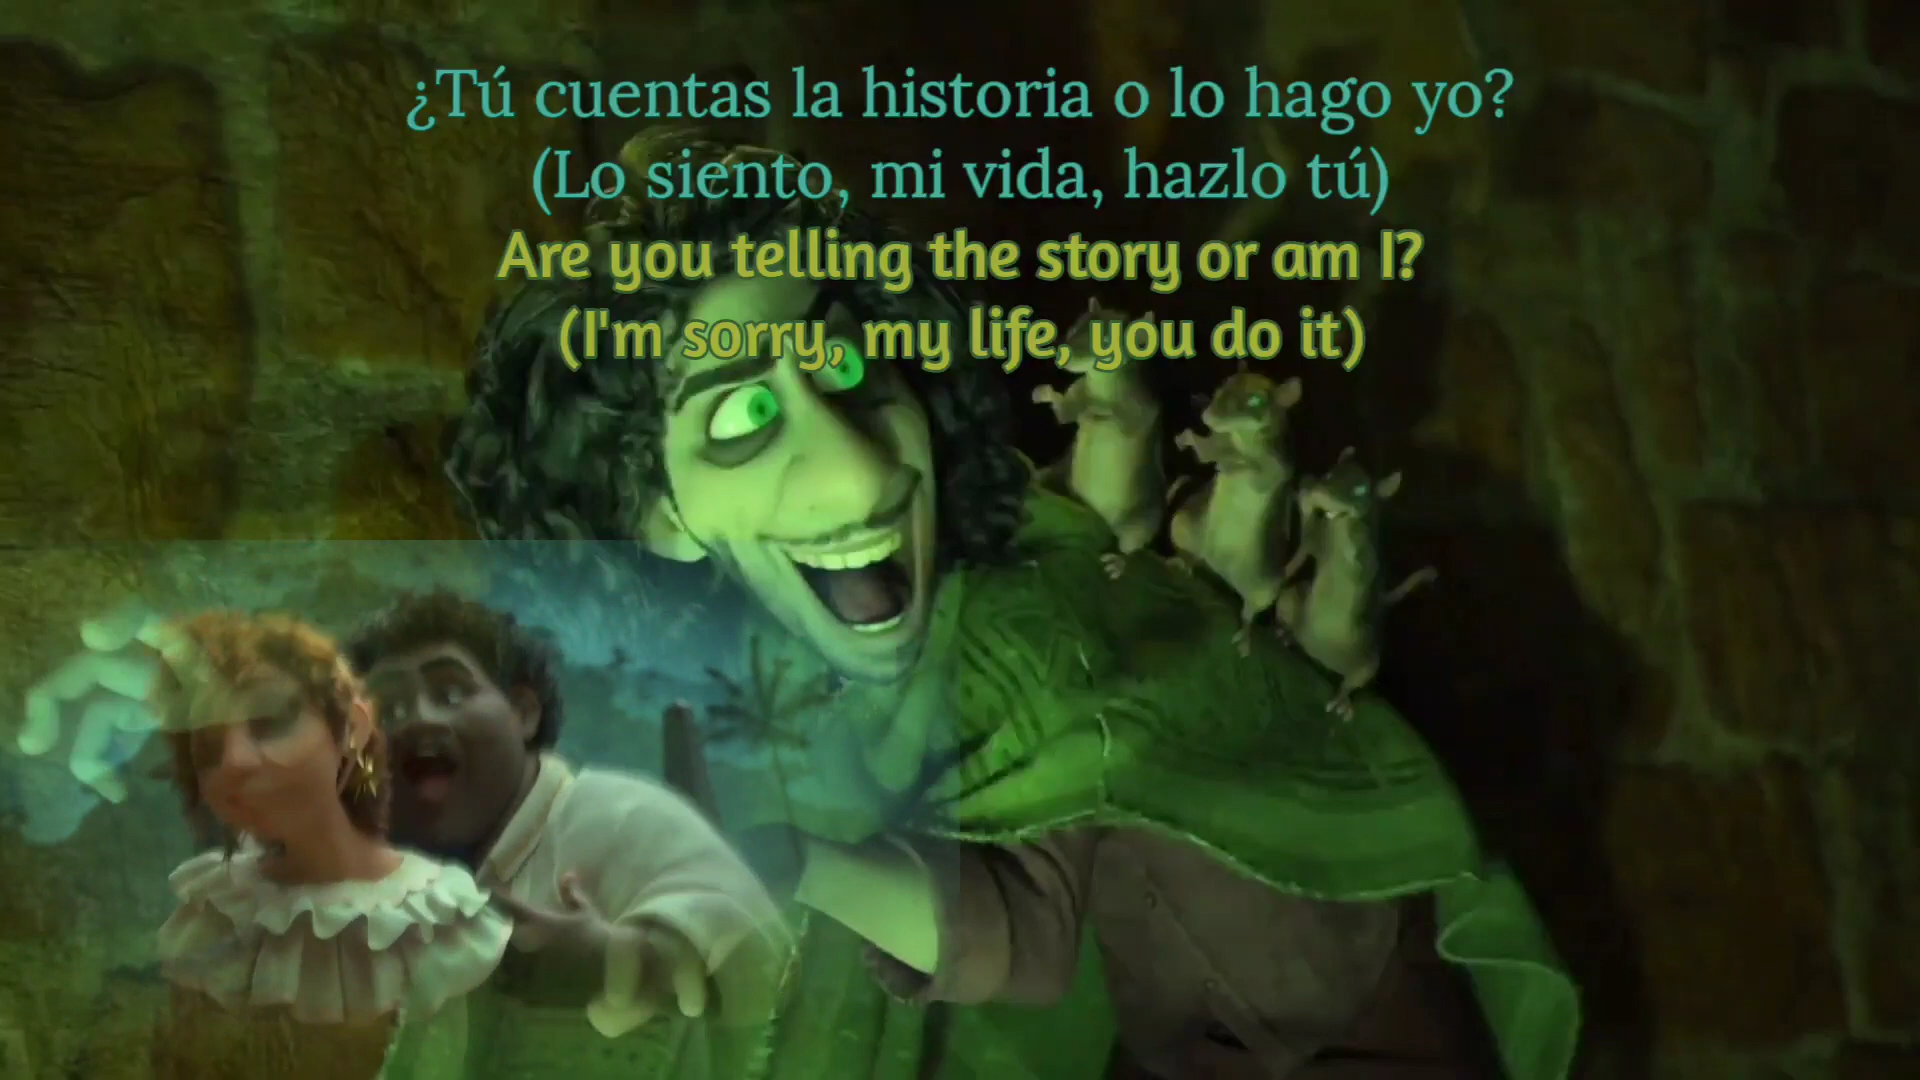 ¿Tú cuentas la historia o lo hago yo?
(Lo siento, mi vida, hazlo tú)
Are you telling the story or am I?
(I'm sorry, my life, you do it)